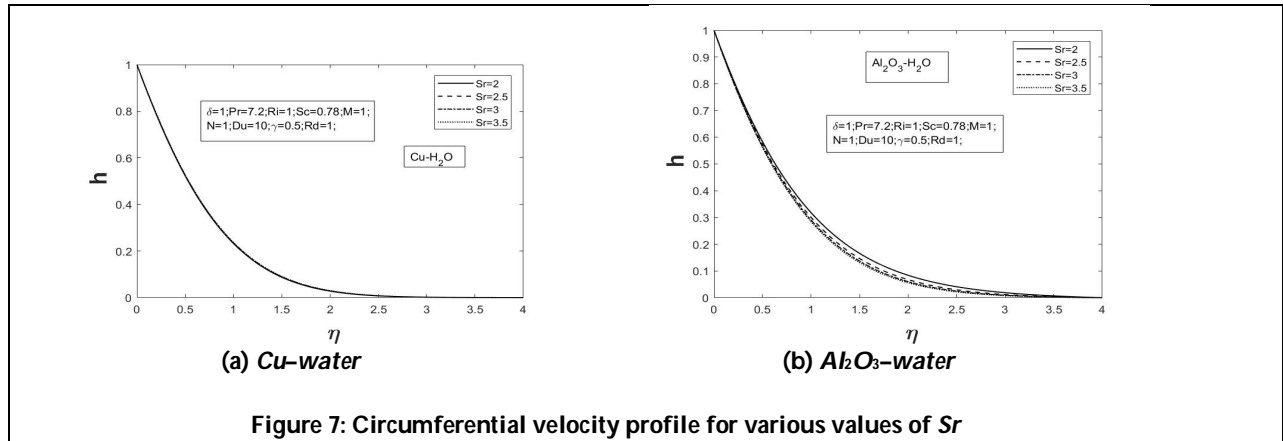 1
0.8
0.6
0.4
0.2
0
h
0 0.5 1 1.5 2 2.5 3 3.5 4
η
Sr=2
Sr=2.5
Sr=3
Sr=3.5
δ=1;Pr=7.2;Ri=1;Sc=0.78;M=1;
N=1;Du=10;γ=0.5;Rd=1;
Cu-H₂O
(a) Cu–water
1
0.9
0.8
0.7
0.6
0.5
0.4
0.3
0.2
0.1
0
h
0 0.5 1 1.5 2 2.5 3 3.5 4
η
Al₂O₃-H₂O
Sr=2
Sr=2.5
Sr=3
Sr=3.5
δ=1;Pr=7.2;Ri=1;Sc=0.78;M=1;
N=1;Du=10;γ=0.5;Rd=1;
(b) Al₂O₃–water
Figure 7: Circumferential velocity profile for various values of Sr